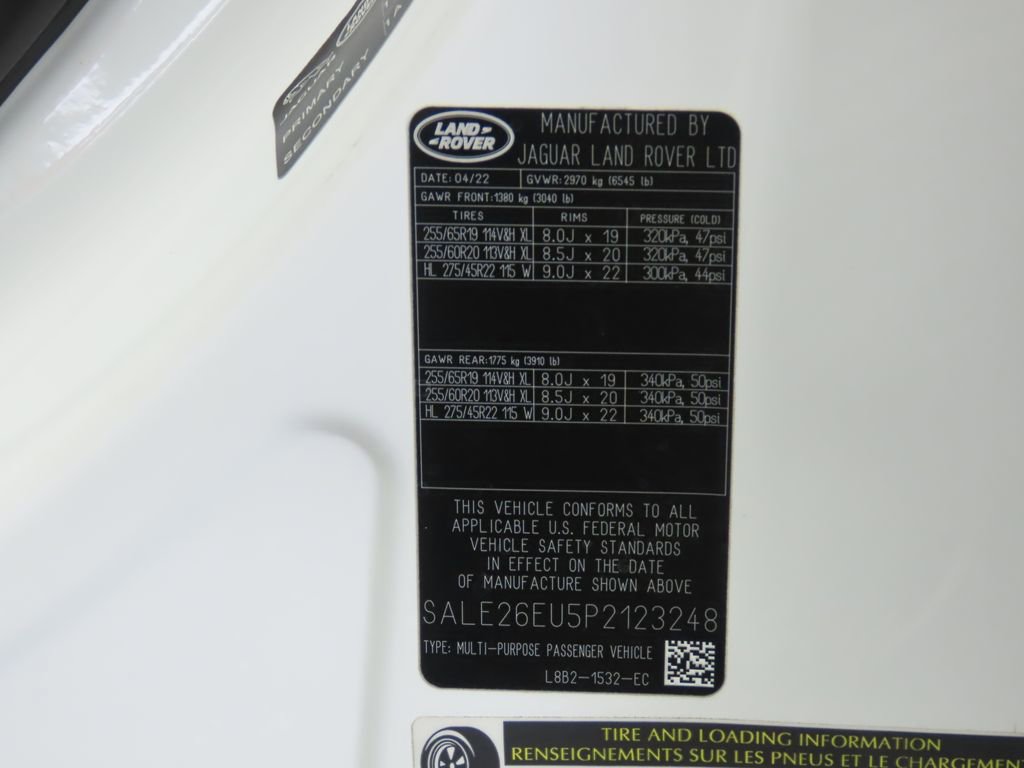 LAND
1A
JAGUAR
PRIMARY
SECONDARY
LAND ROVER
MANUFACTURED BY
JAGUAR LAND ROVER LTD
DATE: 04/22 GVWR:2970 kg (6545 lb)
GAWR FRONT:1380 kg (3040 lb)
TIRES RIMS PRESSURE (COLD)
255/65R19 114V&H XL 8.0J x 19 320kPa, 47psi
255/60R20 113V&H XL 8.5J x 20 320kPa, 47psi
HL 275/45R22 115 W 9.0J x 22 300kPa, 44psi
GAWR REAR:1775 kg (3910 lb)
255/65R19 114V&H XL 8.0J x 19 340kPa, 50psi
255/60R20 113V&H XL 8.5J x 20 340kPa, 50psi
HL 275/45R22 115 W 9.0J x 22 340kPa, 50psi
THIS VEHICLE CONFORMS TO ALL
APPLICABLE U.S. FEDERAL MOTOR
VEHICLE SAFETY STANDARDS
IN EFFECT ON THE DATE
OF MANUFACTURE SHOWN ABOVE
SALE26EU5P2123248
TYPE: MULTI-PURPOSE PASSENGER VEHICLE
L8B2-1532-EC
TIRE AND LOADING INFORMATION
RENSEIGNEMENTS SUR LES PNEUS ET LE CHARGEMENT